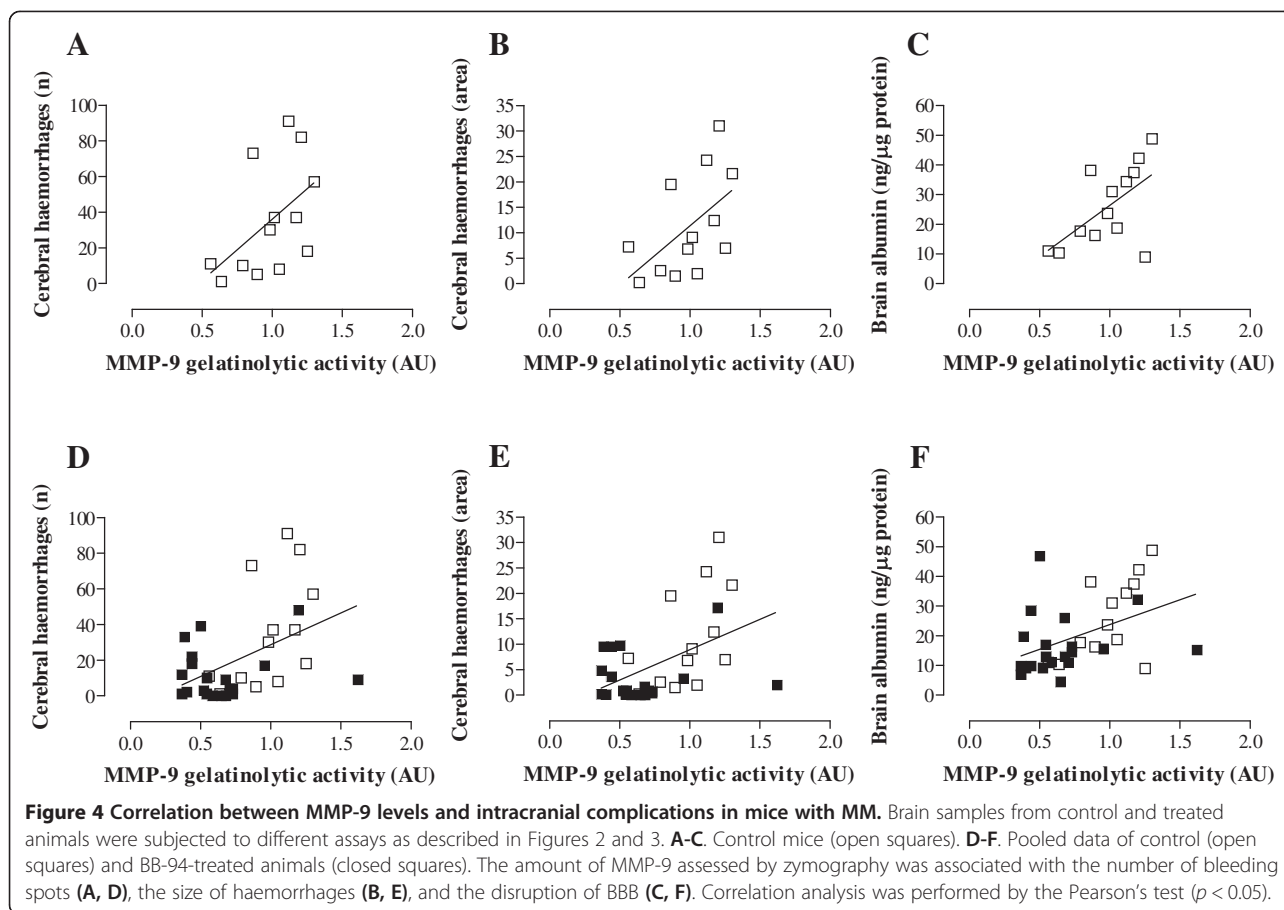 A
Cerebral haemorrhages (n)
100
80
60
40
20
0
0.0 0.5 1.0 1.5 2.0
MMP-9 gelatinolytic activity (AU)
B
Cerebral haemorrhages (area)
35
30
25
20
15
10
5
0
0.0 0.5 1.0 1.5 2.0
MMP-9 gelatinolytic activity (AU)
C
Brain albumin (ng/μg protein)
60
50
40
30
20
10
0
0.0 0.5 1.0 1.5 2.0
MMP-9 gelatinolytic activity (AU)
D
Cerebral haemorrhages (n)
100
80
60
40
20
0
0.0 0.5 1.0 1.5 2.0
MMP-9 gelatinolytic activity (AU)
E
Cerebral haemorrhages (area)
35
30
25
20
15
10
5
0
0.0 0.5 1.0 1.5 2.0
MMP-9 gelatinolytic activity (AU)
F
Brain albumin (ng/μg protein)
60
50
40
30
20
10
0
0.0 0.5 1.0 1.5 2.0
MMP-9 gelatinolytic activity (AU)
Figure 4 Correlation between MMP-9 levels and intracranial complications in mice with MM. Brain samples from control and treated
animals were subjected to different assays as described in Figures 2 and 3. A-C. Control mice (open squares). D-F. Pooled data of control (open
squares) and BB-94-treated animals (closed squares). The amount of MMP-9 assessed by zymography was associated with the number of bleeding
spots (A, D), the size of haemorrhages (B, E), and the disruption of BBB (C, F). Correlation analysis was performed by the Pearson's test (p < 0.05).